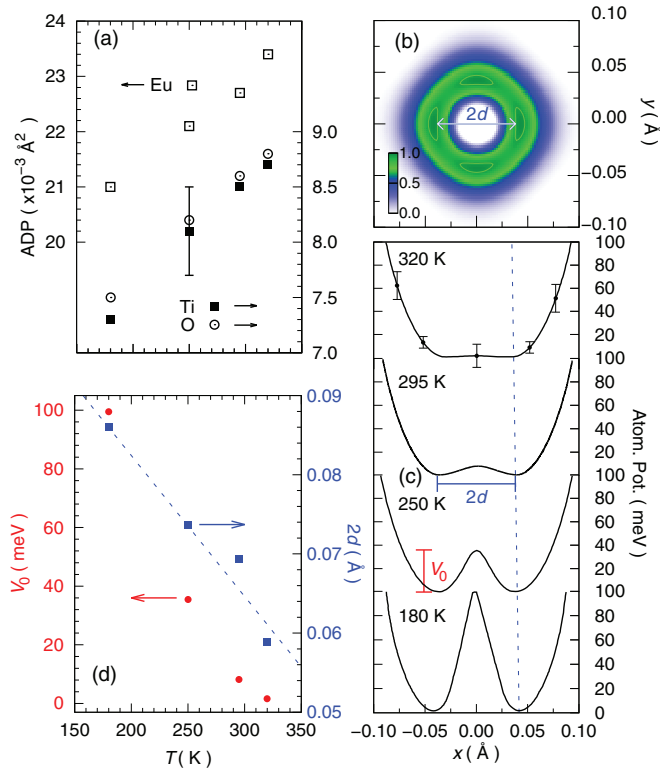 (a)
ADP ( x10⁻³ Å²)
24
23
22
21
20
9.0
8.5
8.0
7.5
7.0
Eu
Ti
O
(b)
2d
1.0
0.5
0.0
0.10
0.05
0.00
−0.05
−0.10
y (Å)
320 K
295 K
250 K
180 K
(c)
2d
V₀
100
80
60
40
20
100
80
60
40
20
0
100
80
60
40
20
0
100
80
60
40
20
0
Atom. Pot. (meV)
−0.10
−0.05
0.00
0.05
0.10
x (Å)
(d)
V₀ (meV)
100
80
60
40
20
0
0.09
0.08
0.07
0.06
0.05
2d (Å)
150
200
250
300
350
T ( K)